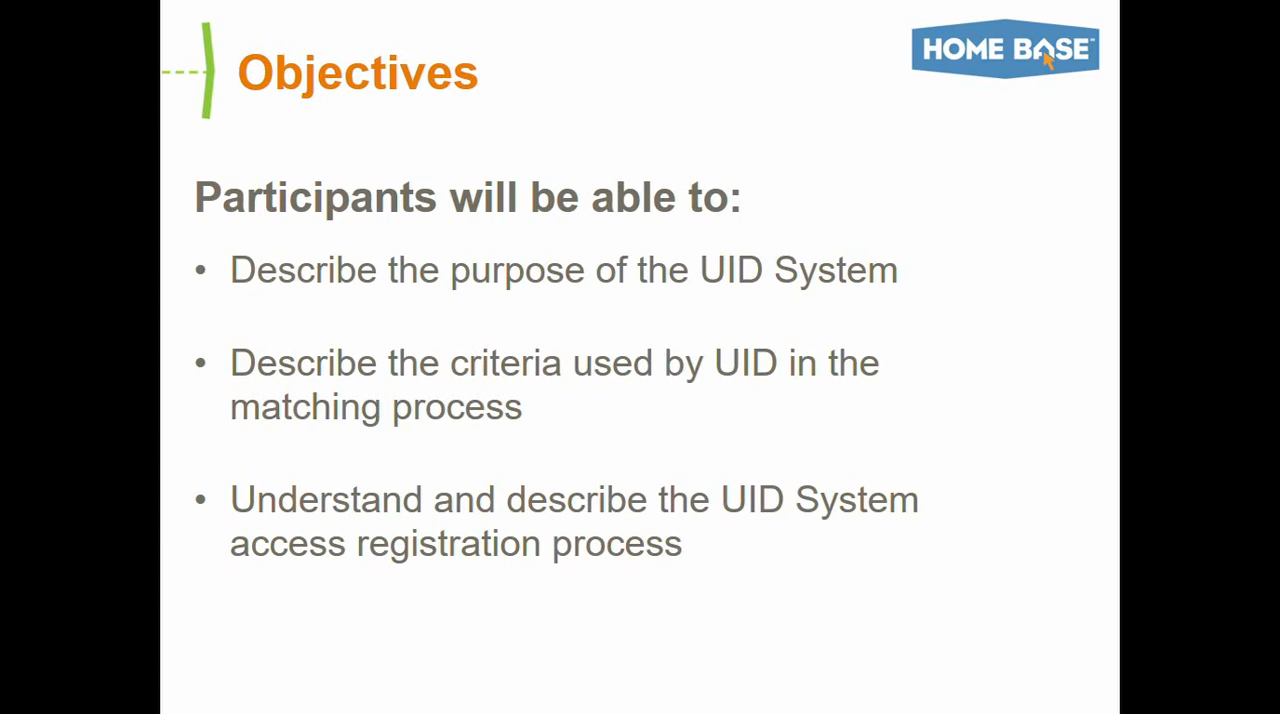 HOME BASE™
Objectives
Participants will be able to:
• Describe the purpose of the UID System
• Describe the criteria used by UID in the
matching process
• Understand and describe the UID System
access registration process